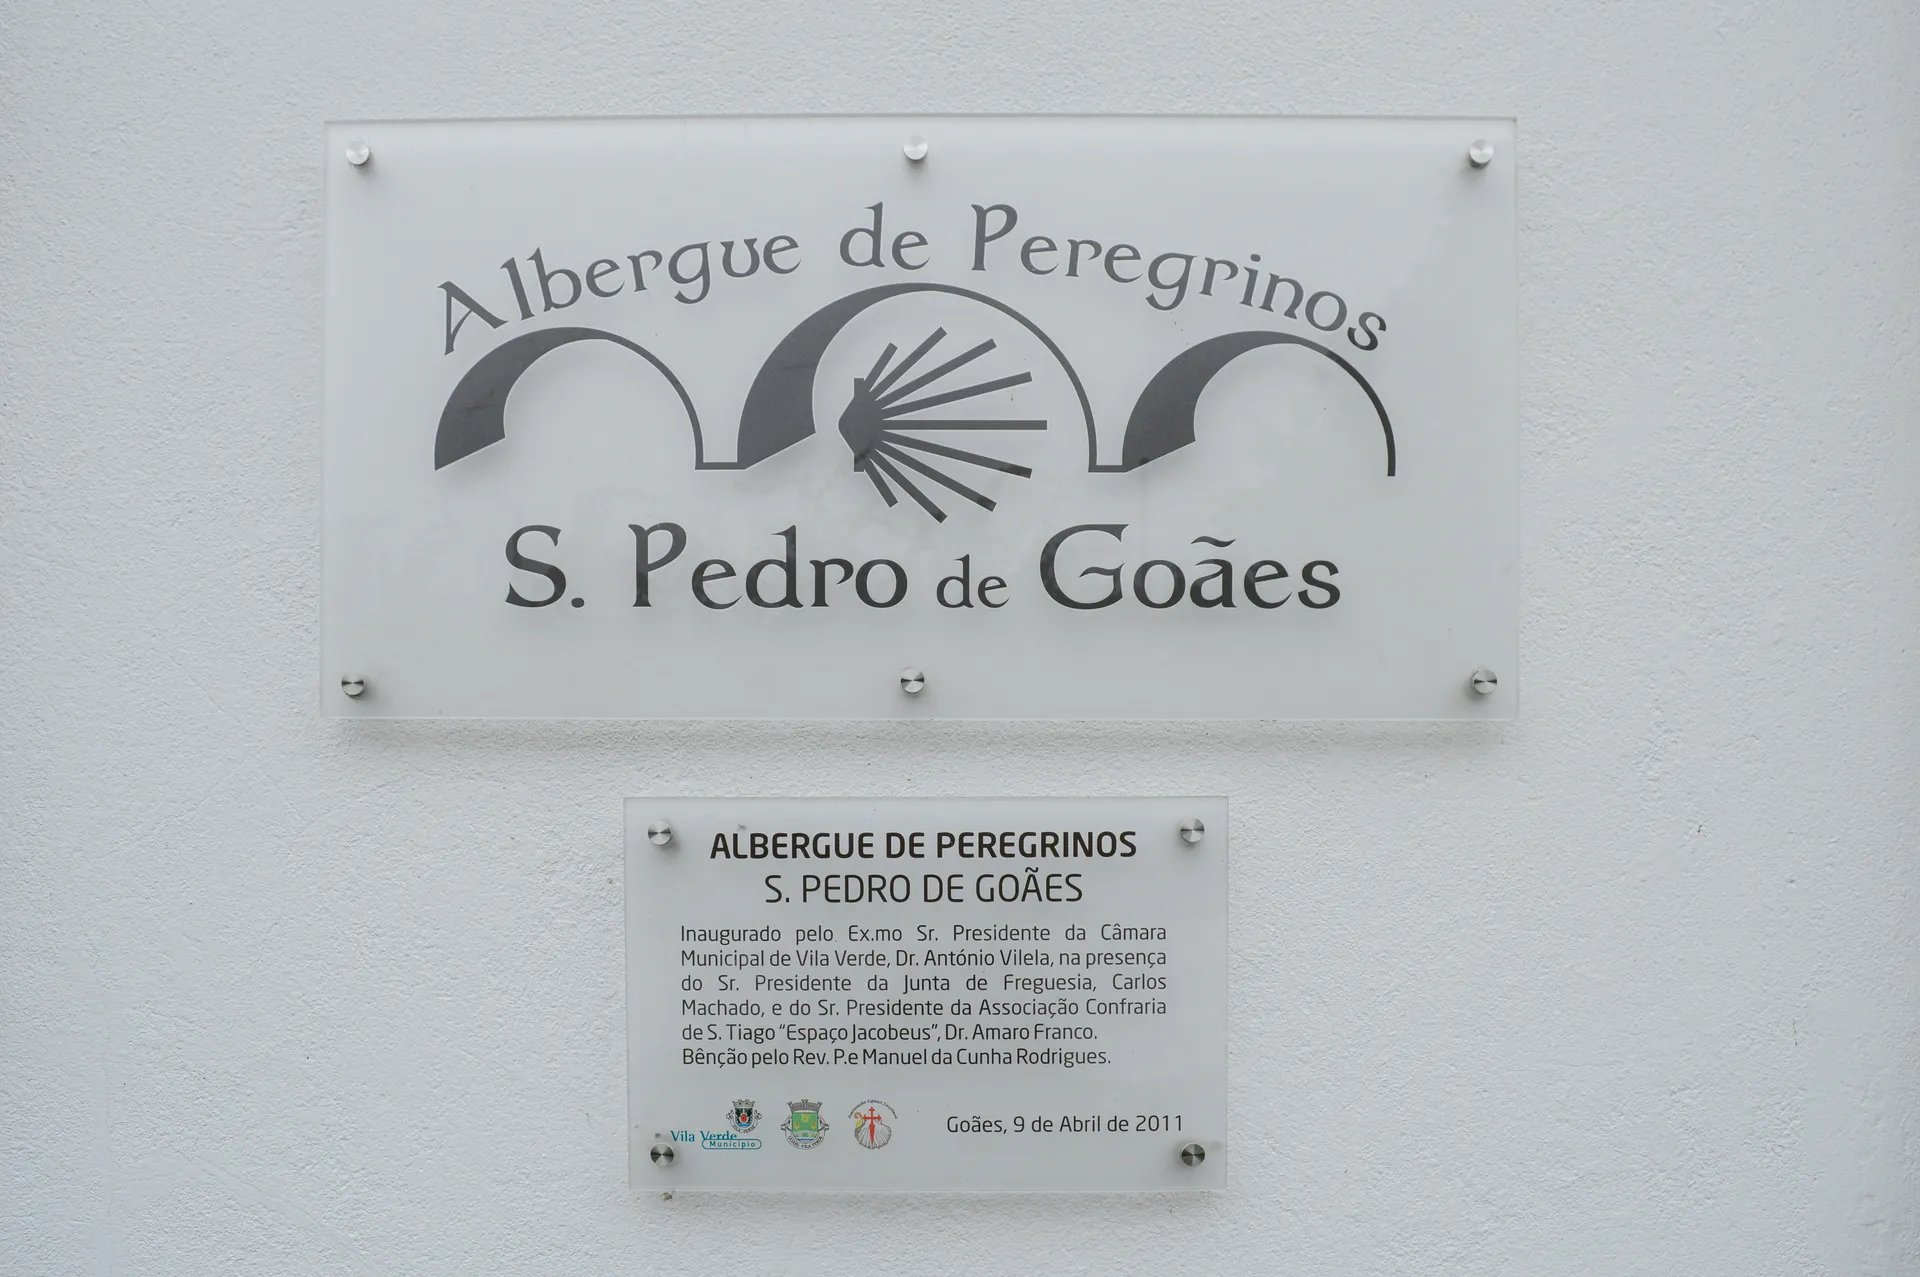 Albergue de Peregrinos
S. Pedro de Goães
ALBERGUE DE PEREGRINOS
S. PEDRO DE GOÃES
Inaugurado pelo Ex.mo Sr. Presidente da Câmara
Municipal de Vila Verde, Dr. António Vilela, na presença
do Sr. Presidente da Junta de Freguesia, Carlos
Machado, e do Sr. Presidente da Associação Confraria
de S. Tiago “Espaço Jacobeus”, Dr. Amaro Franco.
Bênção pelo Rev. P.e Manuel da Cunha Rodrigues.
Vila Verde
Município
Goães, 9 de Abril de 2011